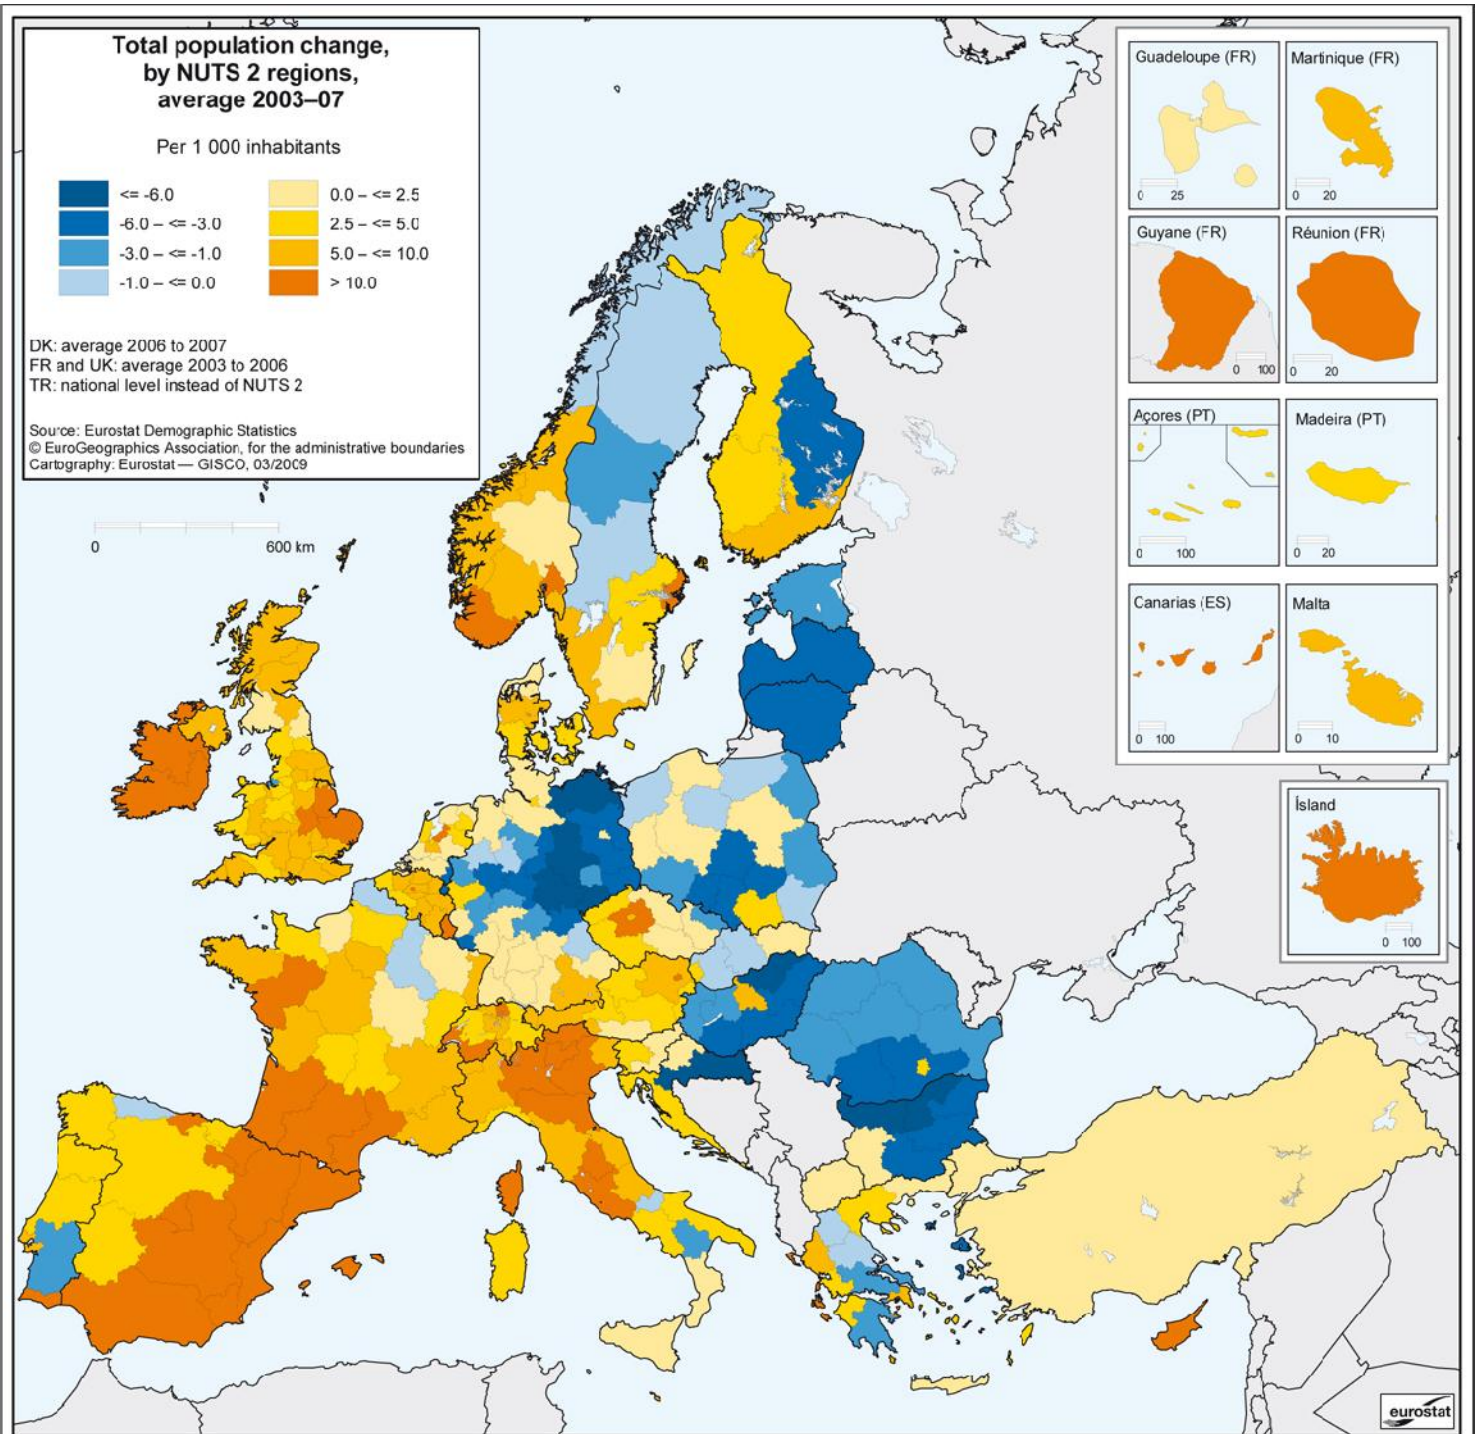 Total population change,
by NUTS 2 regions,
average 2003–07
Per 1 000 inhabitants
<= -6.0
-6.0 – <= -3.0
-3.0 – <= -1.0
-1.0 – <= 0.0
0.0 – <= 2.5
2.5 – <= 5.0
5.0 – <= 10.0
> 10.0
DK: average 2006 to 2007
FR and UK: average 2003 to 2006
TR: national level instead of NUTS 2
Source: Eurostat Demographic Statistics
© EuroGeographics Association, for the administrative boundaries
Cartography: Eurostat — GISCO, 03/2009
0 600 km
Guadeloupe (FR)
0 25
Martinique (FR)
0 20
Guyane (FR)
0 100
Réunion (FR)
0 20
Açores (PT)
0 100
Madeira (PT)
0 20
Canarias (ES)
0 100
Malta
0 10
Ísland
0 100
eurostat